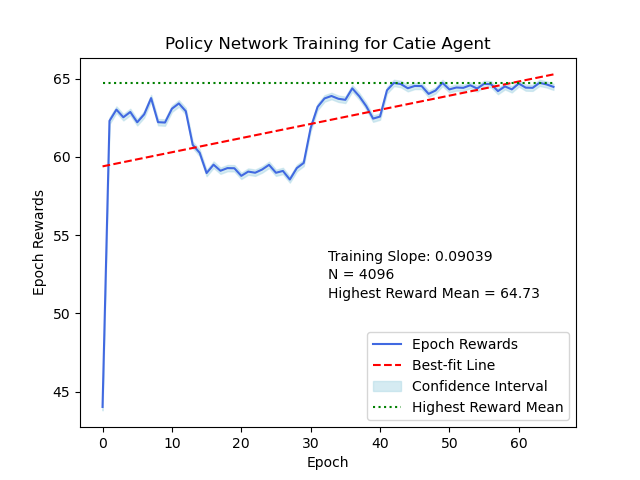 Policy Network Training for Catie Agent
Epoch Rewards
65
60
55
50
45
Training Slope: 0.09039
N = 4096
Highest Reward Mean = 64.73
Epoch Rewards
Best-fit Line
Confidence Interval
Highest Reward Mean
0 10 20 30 40 50 60
Epoch